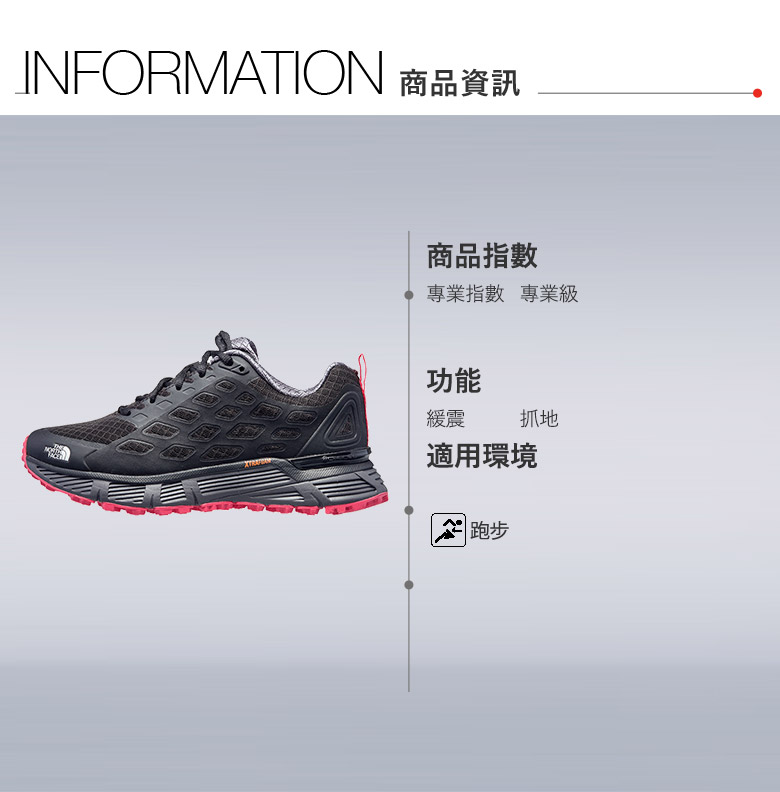 INFORMATION 商品資訊
商品指數
專業指數 專業級
功能
緩震 抓地
適用環境
跑步
THE
NORTH
FACE
XTRAFOAM